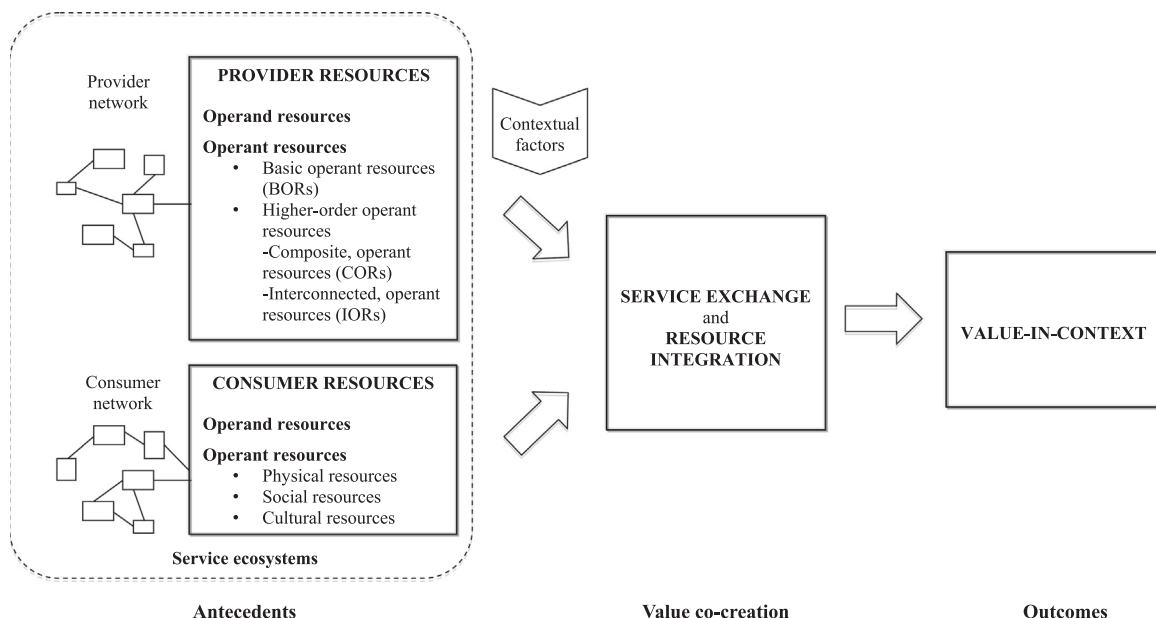 Provider
network
PROVIDER RESOURCES
Operand resources
Operant resources
• Basic operant resources
(BORs)
• Higher-order operant
resources
-Composite, operant
resources (CORs)
-Interconnected, operant
resources (IORs)
Consumer
network
CONSUMER RESOURCES
Operand resources
Operant resources
• Physical resources
• Social resources
• Cultural resources
Service ecosystems
Contextual
factors
SERVICE EXCHANGE
and
RESOURCE
INTEGRATION
VALUE-IN-CONTEXT
Antecedents
Value co-creation
Outcomes